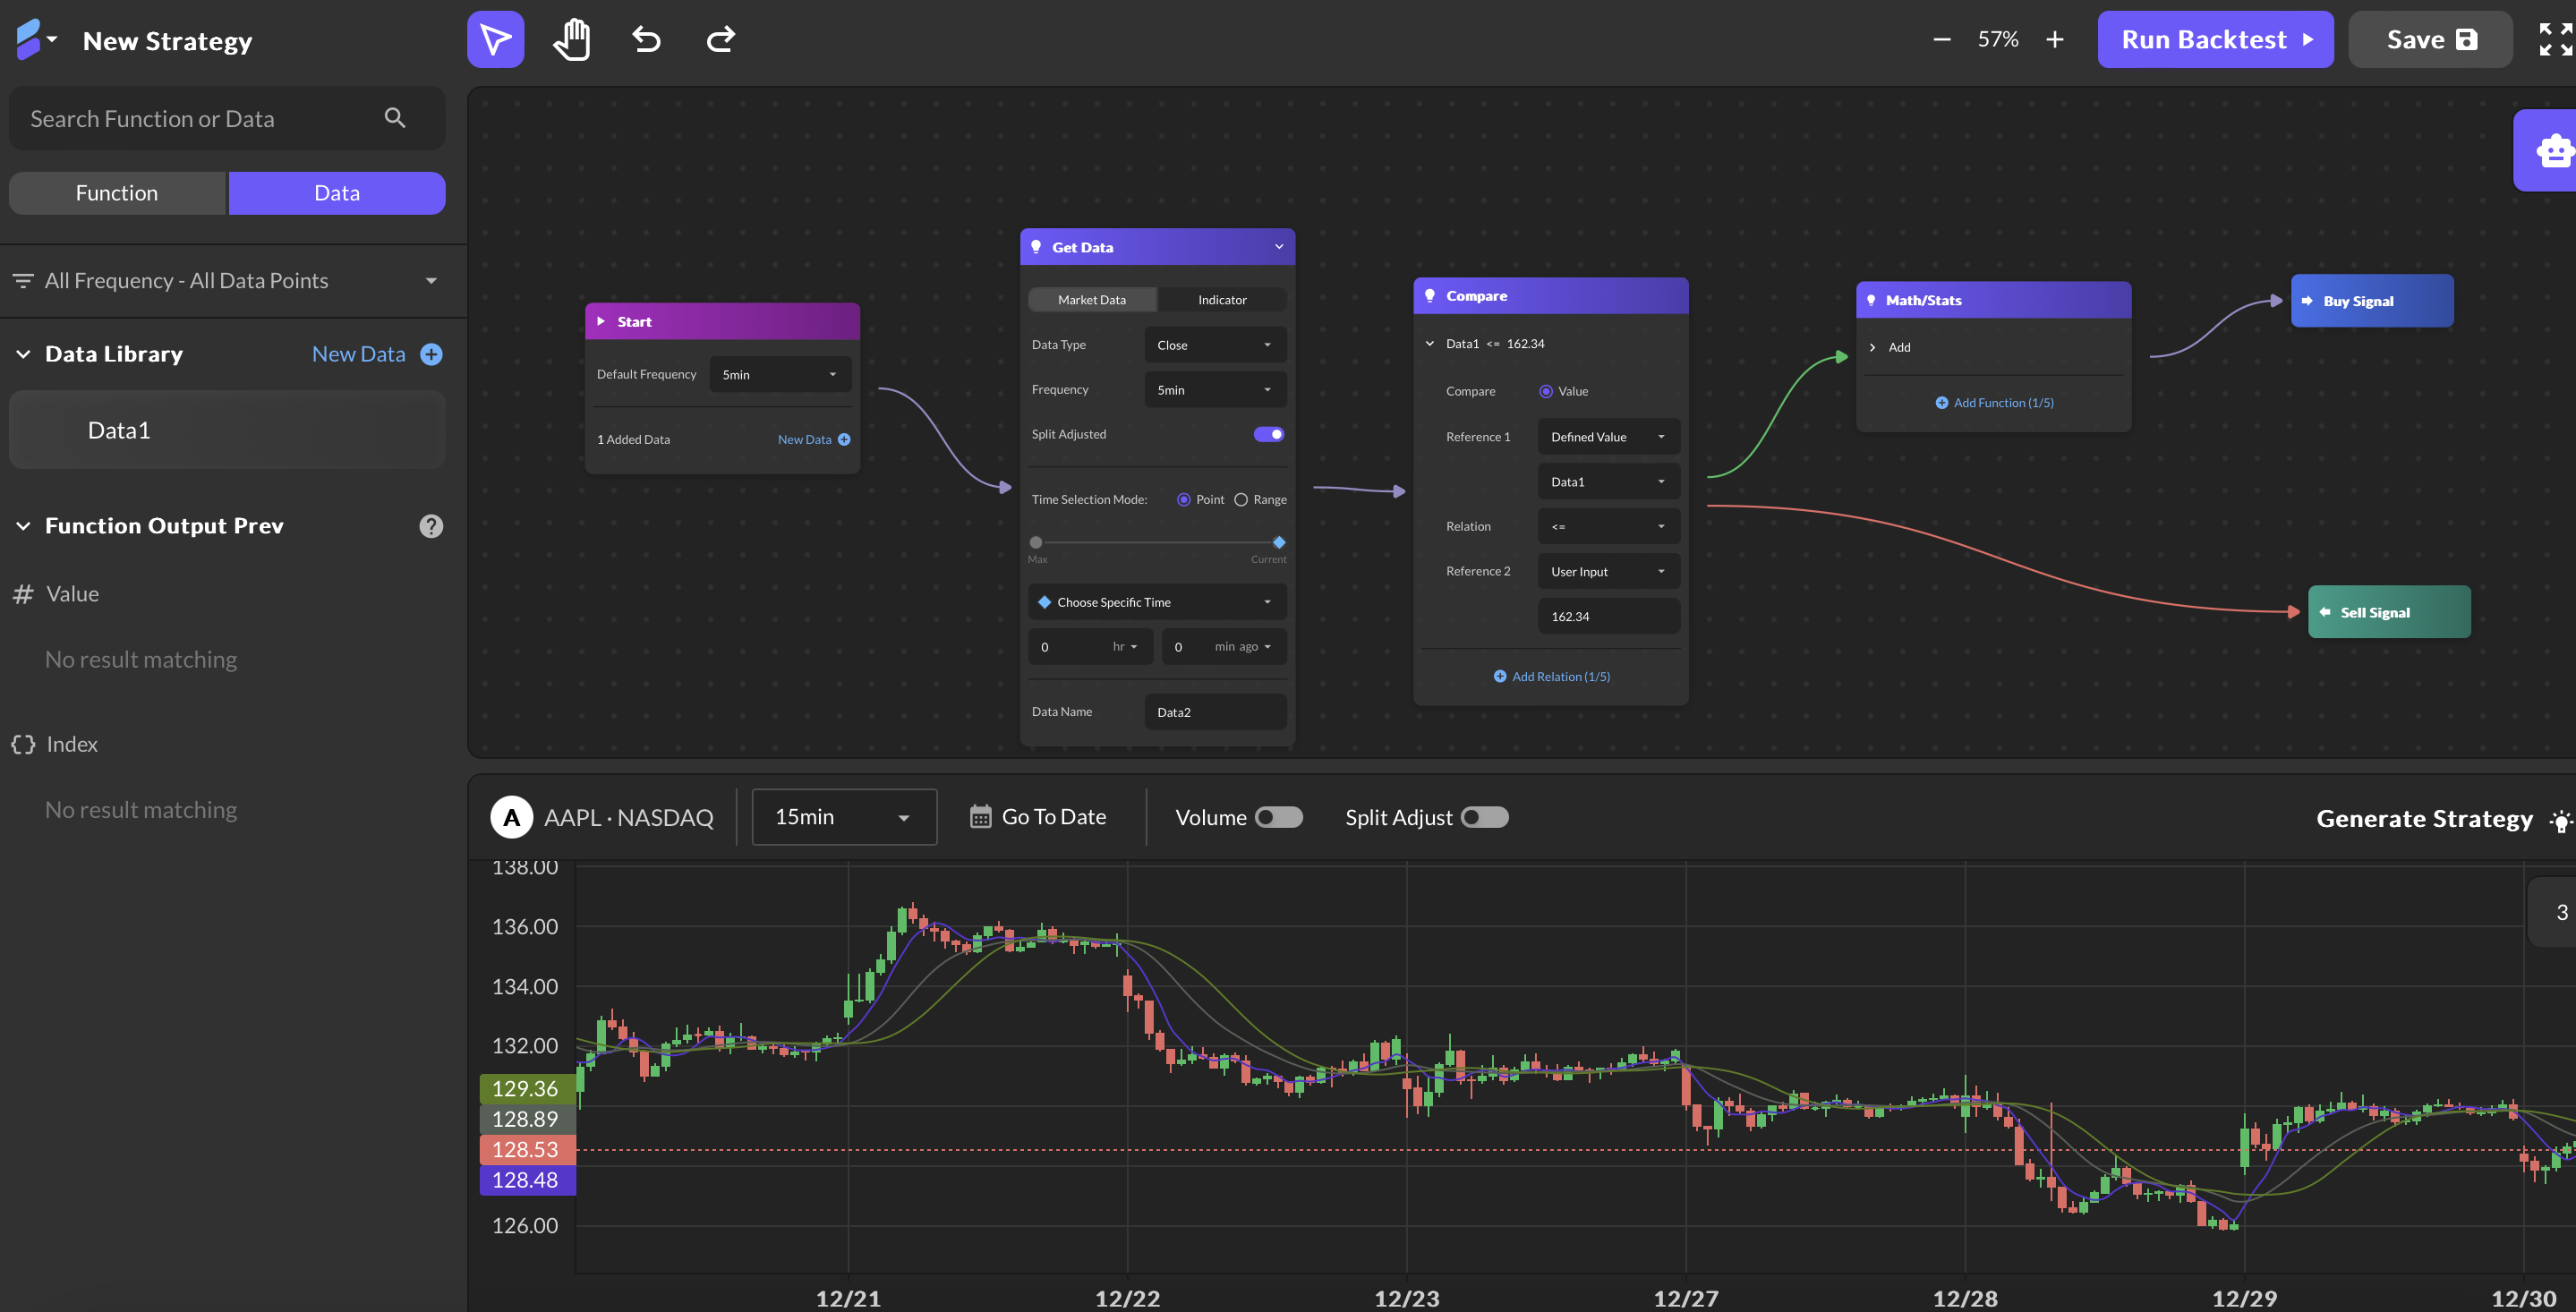 New Strategy
57%
Run Backtest
Save
Search Function or Data
Function
Data
All Frequency - All Data Points
Data Library
New Data
Data1
Function Output Prev
Value
No result matching
Index
No result matching
Start
Default Frequency
5min
1 Added Data
New Data
Get Data
Market Data
Indicator
Data Type
Close
Frequency
5min
Split Adjusted
Time Selection Mode:
Point
Range
Max
Current
Choose Specific Time
0
hr
0
min ago
Data Name
Data2
Compare
Data1 <= 162.34
Compare
Value
Reference 1
Defined Value
Data1
Relation
<=
Reference 2
User Input
162.34
Add Relation (1/5)
Math/Stats
Add
Add Function (1/5)
Buy Signal
Sell Signal
A
AAPL · NASDAQ
15min
Go To Date
Volume
Split Adjust
Generate Strategy
3
138.00
136.00
134.00
132.00
129.36
128.89
128.53
128.48
126.00
12/21
12/22
12/23
12/27
12/28
12/29
12/30